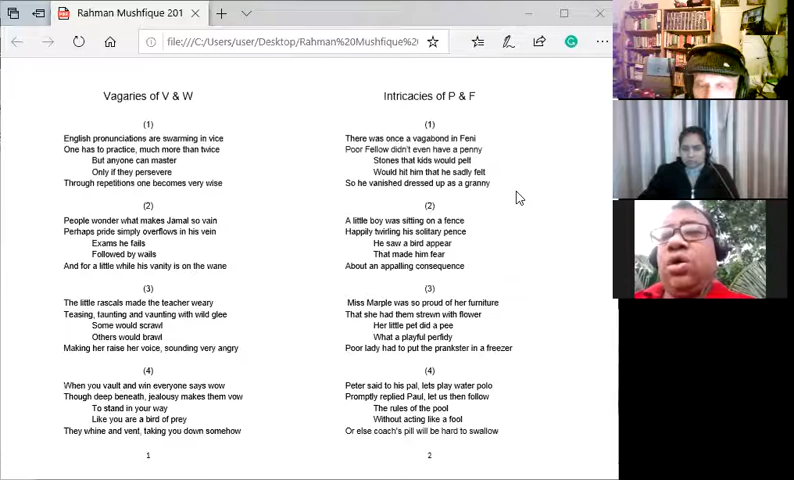 Rahman Mushfique 201
file:///C:/Users/user/Desktop/Rahman%20Mushfique%2
Vagaries of V & W
(1)
English pronunciations are swarming in vice
One has to practice, much more than twice
But anyone can master
Only if they persevere
Through repetitions one becomes very wise
(2)
People wonder what makes Jamal so vain
Perhaps pride simply overflows in his vein
Exams he fails
Followed by wails
And for a little while his vanity is on the wane
(3)
The little rascals made the teacher weary
Teasing, taunting and vaunting with wild glee
Some would scrawl
Others would brawl
Making her raise her voice, sounding very angry
(4)
When you vault and win everyone says wow
Though deep beneath, jealousy makes them vow
To stand in your way
Like you are a bird of prey
They whine and vent, taking you down somehow
1
Intricacies of P & F
(1)
There was once a vagabond in Feni
Poor Fellow didn't even have a penny
Stones that kids would pelt
Would hit him that he sadly felt
So he vanished dressed up as a granny
(2)
A little boy was sitting on a fence
Happily twirling his solitary pence
He saw a bird appear
That made him fear
About an appalling consequence
(3)
Miss Marple was so proud of her furniture
That she had them strewn with flower
Her little pet did a pee
What a playful perfidy
Poor lady had to put the prankster in a freezer
(4)
Peter said to his pal, lets play water polo
Promptly replied Paul, let us then follow
The rules of the pool
Without acting like a fool
Or else coach's pill will be hard to swallow
2